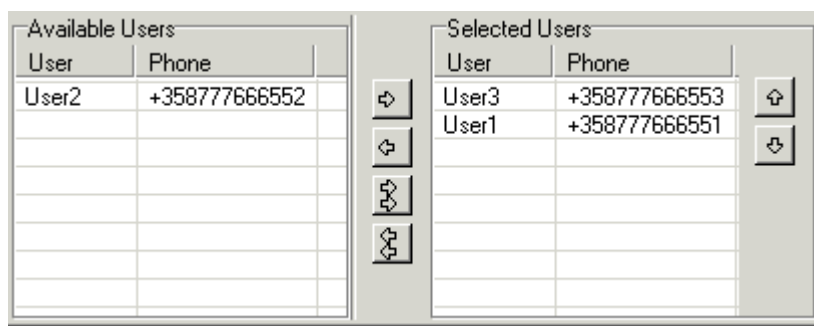 Available Users
User Phone
User2 +358777666552
Selected Users
User Phone
User3 +358777666553
User1 +358777666551